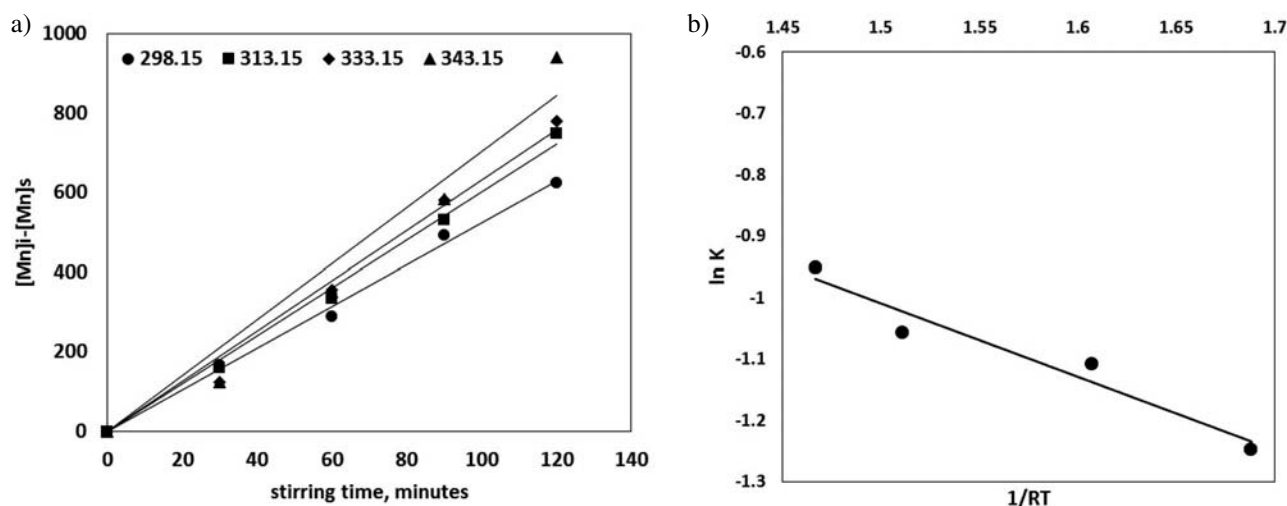 a)
1000
800
600
400
200
0
298.15 313.15 333.15 343.15
[Mn]i-[Mn]s
0 20 40 60 80 100 120 140
stirring time, minutes
b)
1.45 1.5 1.55 1.6 1.65 1.7
-0.6
-0.7
-0.8
-0.9
-1
-1.1
-1.2
-1.3
ln K
1/RT